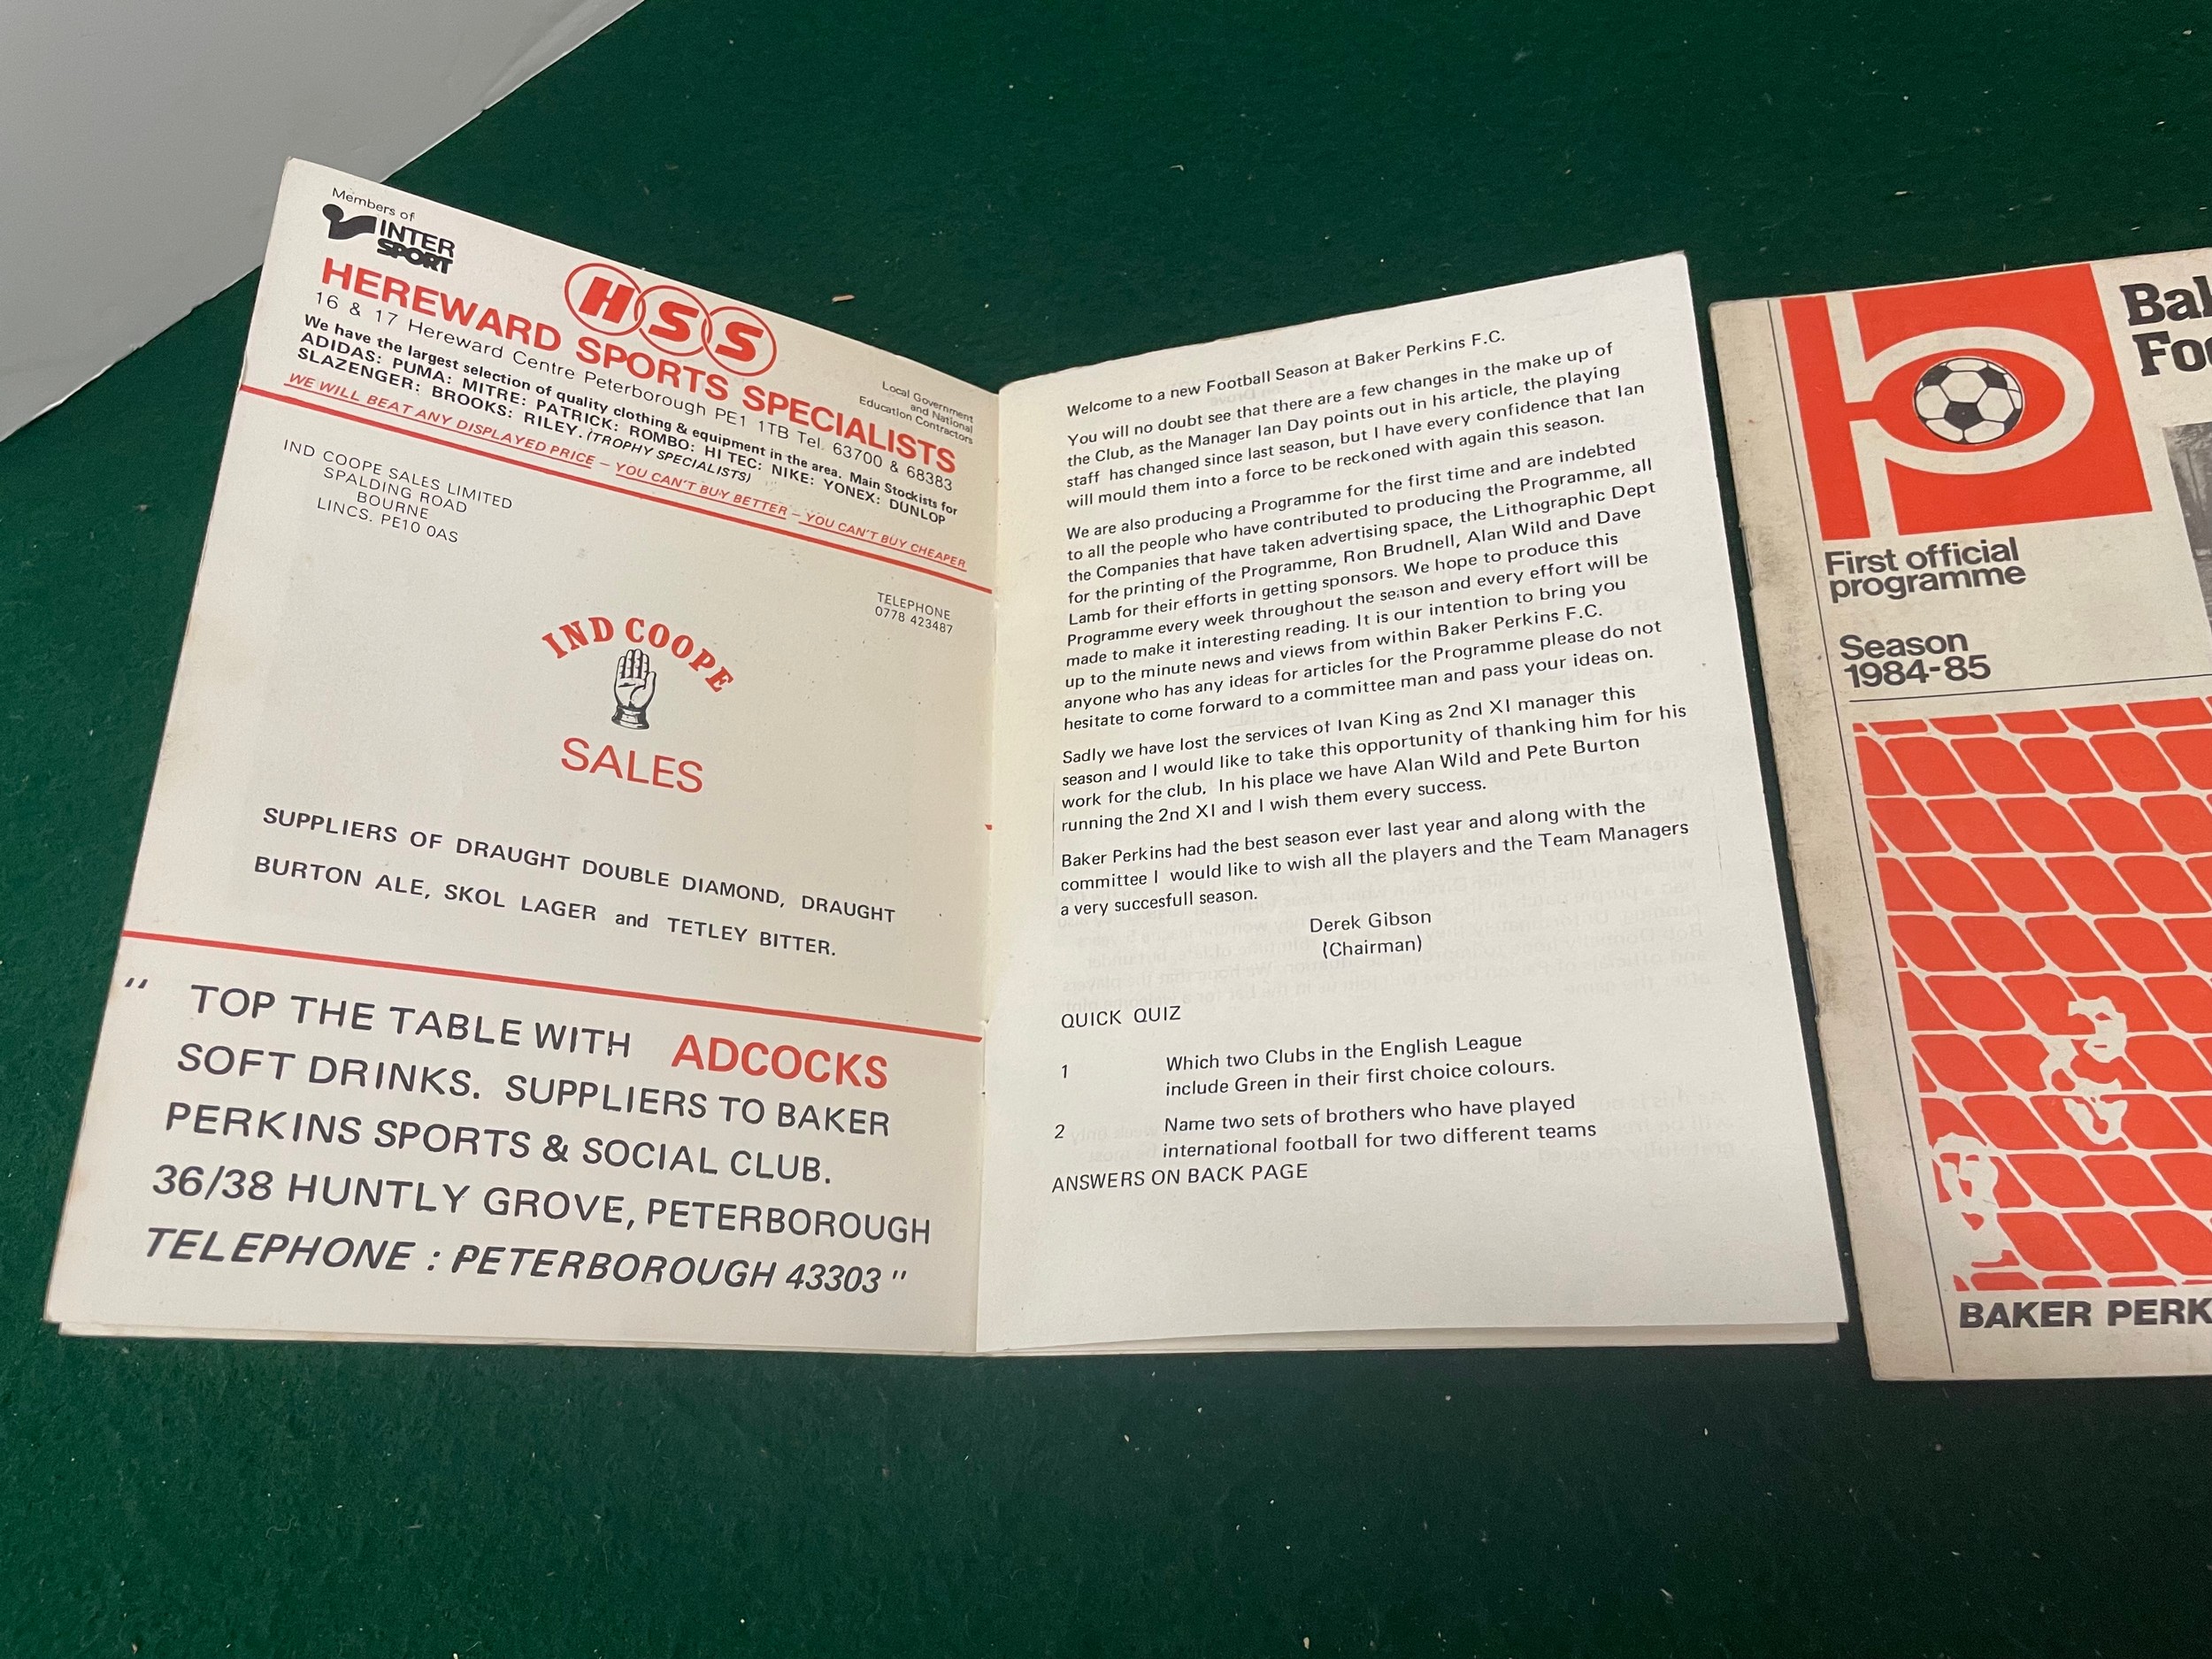 Members of
INTER
SPORT
HSS
HEREWARD SPORTS SPECIALISTS
16 & 17 Hereward Centre Peterborough PE1 1TB Tel. 63700 & 68383
Local Government
and National
Education Contractors
We have the largest selection of quality clothing & equipment in the area. Main Stockists for
ADIDAS: PUMA: MITRE: PATRICK: ROMBO: HI TEC: NIKE: YONEX: DUNLOP
SLAZENGER: BROOKS: RILEY. (TROPHY SPECIALISTS)
WE WILL BEAT ANY DISPLAYED PRICE – YOU CAN'T BUY BETTER – YOU CAN'T BUY CHEAPER
IND COOPE SALES LIMITED
SPALDING ROAD
BOURNE
LINCS. PE10 0AS
TELEPHONE
0778 423487
IND COOPE
SALES
SUPPLIERS OF DRAUGHT DOUBLE DIAMOND, DRAUGHT
BURTON ALE, SKOL LAGER and TETLEY BITTER.
" TOP THE TABLE WITH ADCOCKS
SOFT DRINKS. SUPPLIERS TO BAKER
PERKINS SPORTS & SOCIAL CLUB.
36/38 HUNTLY GROVE, PETERBOROUGH
TELEPHONE : PETERBOROUGH 43303 "
Welcome to a new Football Season at Baker Perkins F.C.
You will no doubt see that there are a few changes in the make up of
the Club, as the Manager Ian Day points out in his article, the playing
staff has changed since last season, but I have every confidence that Ian
will mould them into a force to be reckoned with again this season.
We are also producing a Programme for the first time and are indebted
to all the people who have contributed to producing the Programme, all
the Companies that have taken advertising space, the Lithographic Dept
for the printing of the Programme, Ron Brudnell, Alan Wild and Dave
Lamb for their efforts in getting sponsors. We hope to produce this
Programme every week throughout the season and every effort will be
made to make it interesting reading. It is our intention to bring you
up to the minute news and views from within Baker Perkins F.C.
anyone who has any ideas for articles for the Programme please do not
hesitate to come forward to a committee man and pass your ideas on.
Sadly we have lost the services of Ivan King as 2nd XI manager this
season and I would like to take this opportunity of thanking him for his
work for the club. In his place we have Alan Wild and Pete Burton
running the 2nd XI and I wish them every success.
Baker Perkins had the best season ever last year and along with the
committee I would like to wish all the players and the Team Managers
a very succesfull season.
Derek Gibson
(Chairman)
QUICK QUIZ
1 Which two Clubs in the English League
include Green in their first choice colours.
2 Name two sets of brothers who have played
international football for two different teams
ANSWERS ON BACK PAGE
First official
programme
Season
1984-85
BAKER